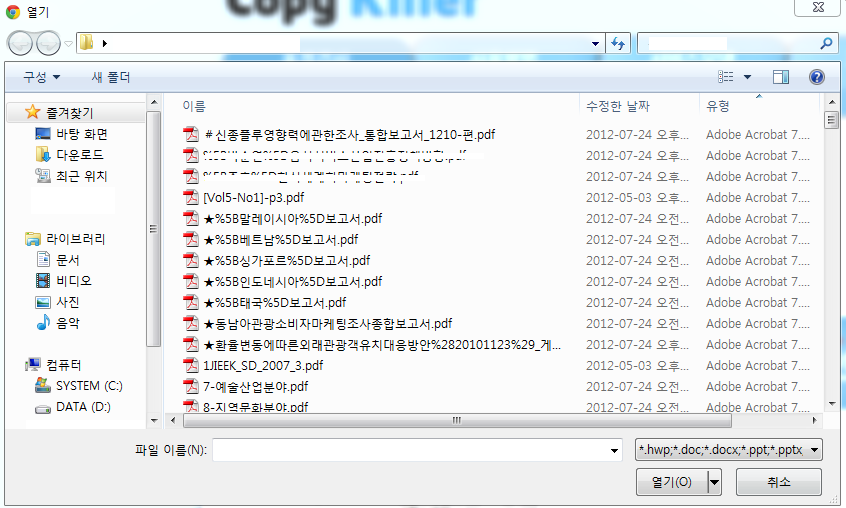 Copy Killer
열기
구성
새 폴더
이름 수정한 날짜 유형
즐겨찾기
바탕 화면
다운로드
최근 위치
라이브러리
문서
비디오
사진
음악
컴퓨터
SYSTEM (C:)
DATA (D:)
#신종플루영향력에관한조사_통합보고서_1210-편.pdf 2012-07-24 오후... Adobe Acrobat 7....
2012-07-24 오후... Adobe Acrobat 7....
2012-07-24 오후... Adobe Acrobat 7....
[Vol5-No1]-p3.pdf 2012-05-03 오후... Adobe Acrobat 7....
★%5B말레이시아%5D보고서.pdf 2012-07-24 오전... Adobe Acrobat 7....
★%5B베트남%5D보고서.pdf 2012-07-24 오전... Adobe Acrobat 7....
★%5B싱가포르%5D보고서.pdf 2012-07-24 오전... Adobe Acrobat 7....
★%5B인도네시아%5D보고서.pdf 2012-07-24 오전... Adobe Acrobat 7....
★%5B태국%5D보고서.pdf 2012-07-24 오전... Adobe Acrobat 7....
★동남아관광소비자마케팅조사종합보고서.pdf 2012-07-24 오전... Adobe Acrobat 7....
★환율변동에따른외래관광객유치대응방안%2820101123%29_게... 2012-07-24 오전... Adobe Acrobat 7....
1JIEEK_SD_2007_3.pdf 2012-05-03 오후... Adobe Acrobat 7....
7-예술산업분야.pdf 2012-07-24 오후... Adobe Acrobat 7....
8-지역문화분야.pdf 2012-07-24 오후... Adobe Acrobat 7....
파일 이름(N):
*.hwp;*.doc;*.docx;*.ppt;*.pptx
열기(O)
취소